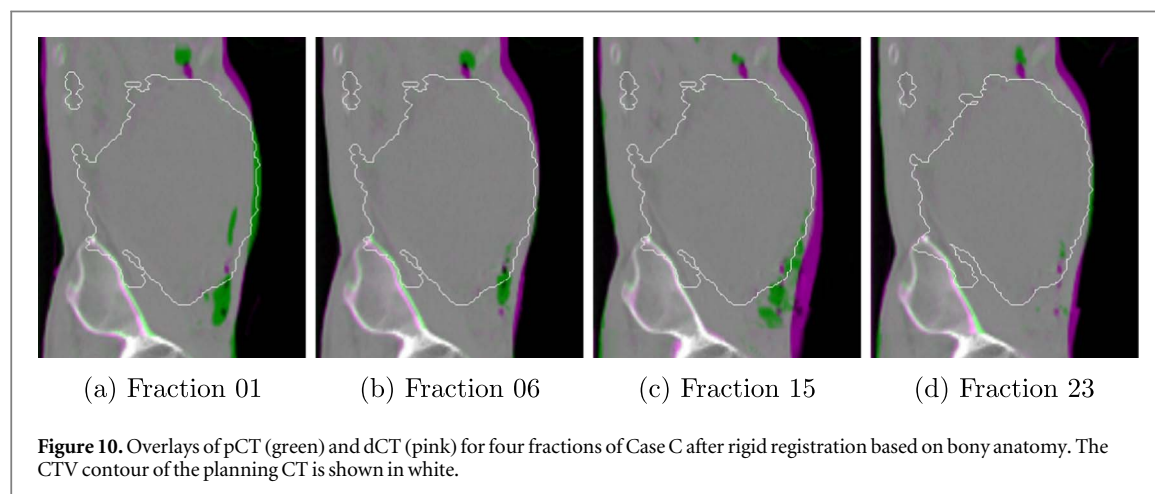 (a) Fraction 01
(b) Fraction 06
(c) Fraction 15
(d) Fraction 23
Figure 10. Overlays of pCT (green) and dCT (pink) for four fractions of Case C after rigid registration based on bony anatomy. The
CTV contour of the planning CT is shown in white.